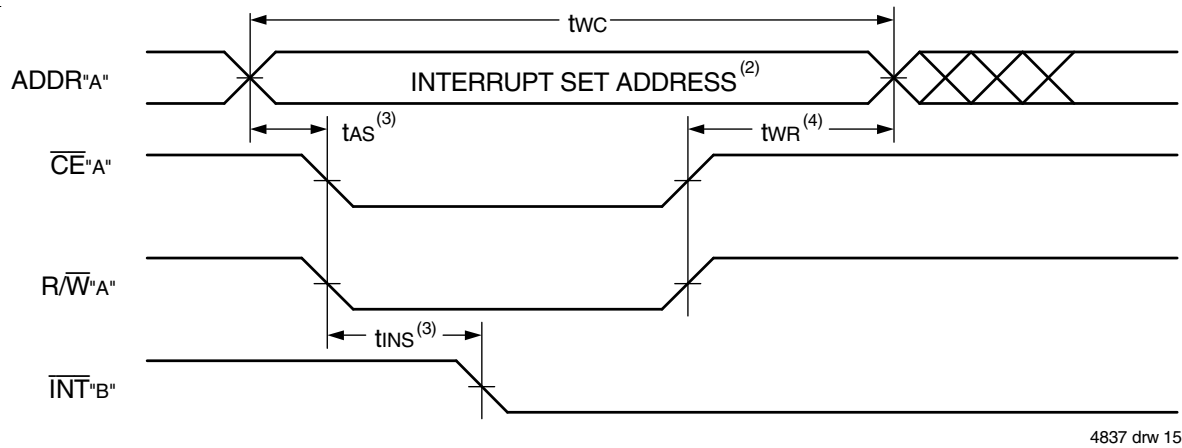 tWC
ADDR"A"
INTERRUPT SET ADDRESS(2)
tAS(3)
tWR(4)
CE"A"
R/W"A"
tINS(3)
INT"B"
4837 drw 15